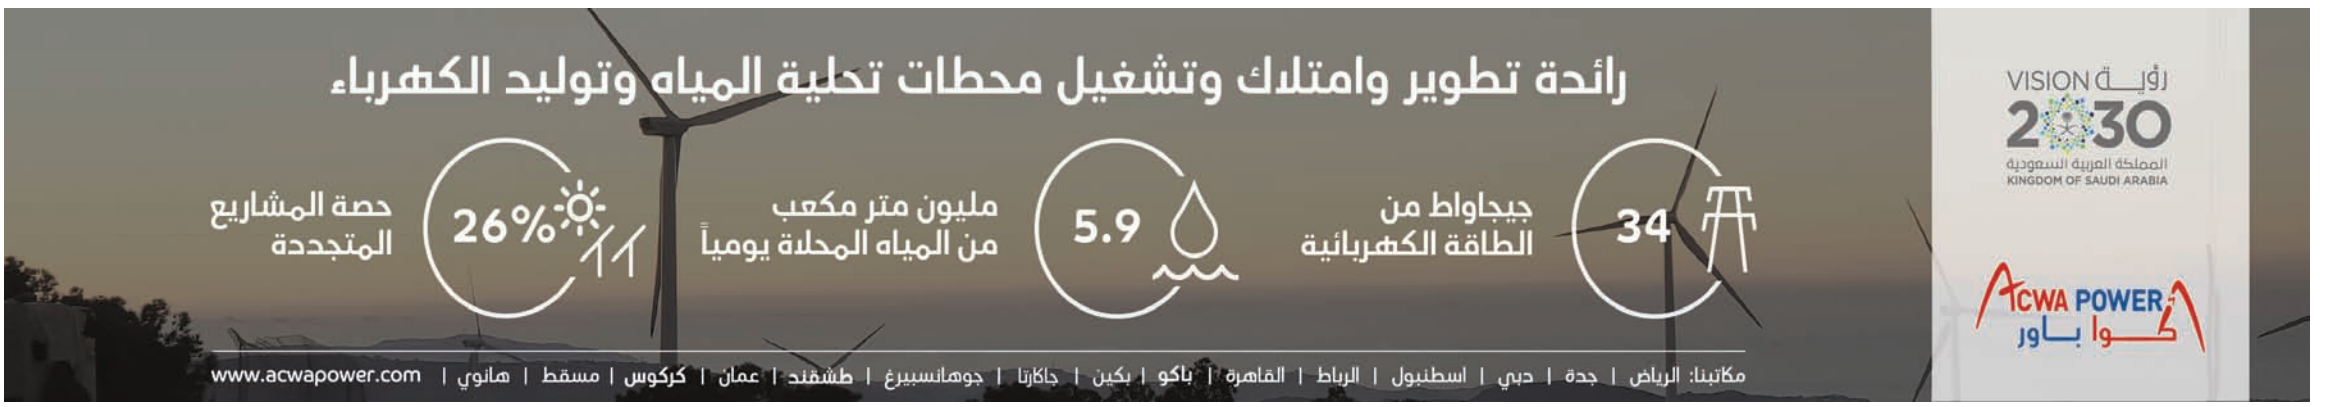 رائدة تطوير وامتلاك وتشغيل محطات تحلية المياه وتوليد الكهرباء
34
جيجاواط من
الطاقة الكهربائية
5.9
مليون متر مكعب
من المياه المحلاة يومياً
26%
حصة المشاريع
المتجددة
مكاتبنا: الرياض | جدة | دبي | اسطنبول | الرباط | القاهرة | باكو | بكين | جاكارتا | جوهانسبيرغ | طشقند | عمان | كركوس | مسقط | هانوي | www.acwapower.com
VISION رؤيــة
2030
المملكة العربية السعودية
KINGDOM OF SAUDI ARABIA
ACWA POWER
أكوا بــاور